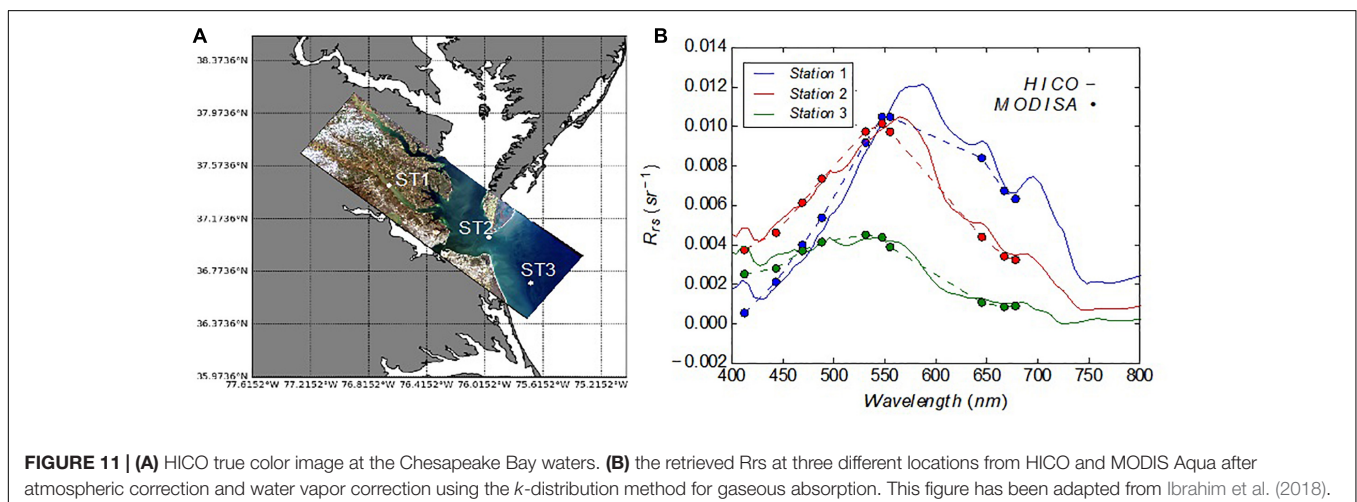 A
38.1736°N
37.9736°N
37.5736°N
37.1736°N
36.7736°N
36.3736°N
35.9736°N
77.6152°W 77.2152°W 76.8152°W 76.4152°W 76.0152°W 75.6152°W 75.2152°W
ST1
ST2
ST3
B
0.014
0.012
0.010
0.008
0.006
0.004
0.002
0.000
−0.002
Rrs (sr−1)
Station 1
Station 2
Station 3
HICO −
MODISA •
400 450 500 550 600 650 700 750 800
Wavelength (nm)
FIGURE 11 | (A) HICO true color image at the Chesapeake Bay waters. (B) the retrieved Rrs at three different locations from HICO and MODIS Aqua after
atmospheric correction and water vapor correction using the k-distribution method for gaseous absorption. This figure has been adapted from Ibrahim et al. (2018).